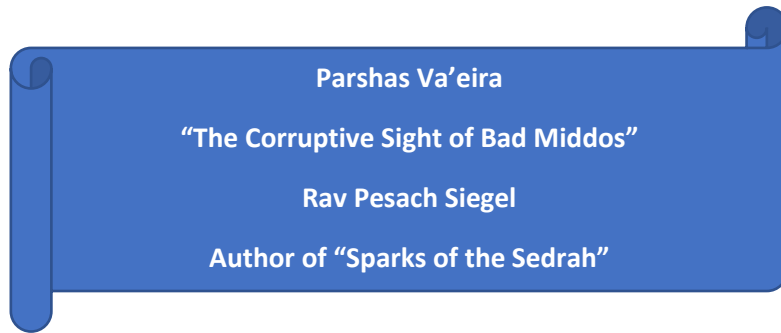 Parshas Va’eira
“The Corruptive Sight of Bad Middos”
Rav Pesach Siegel
Author of “Sparks of the Sedrah”